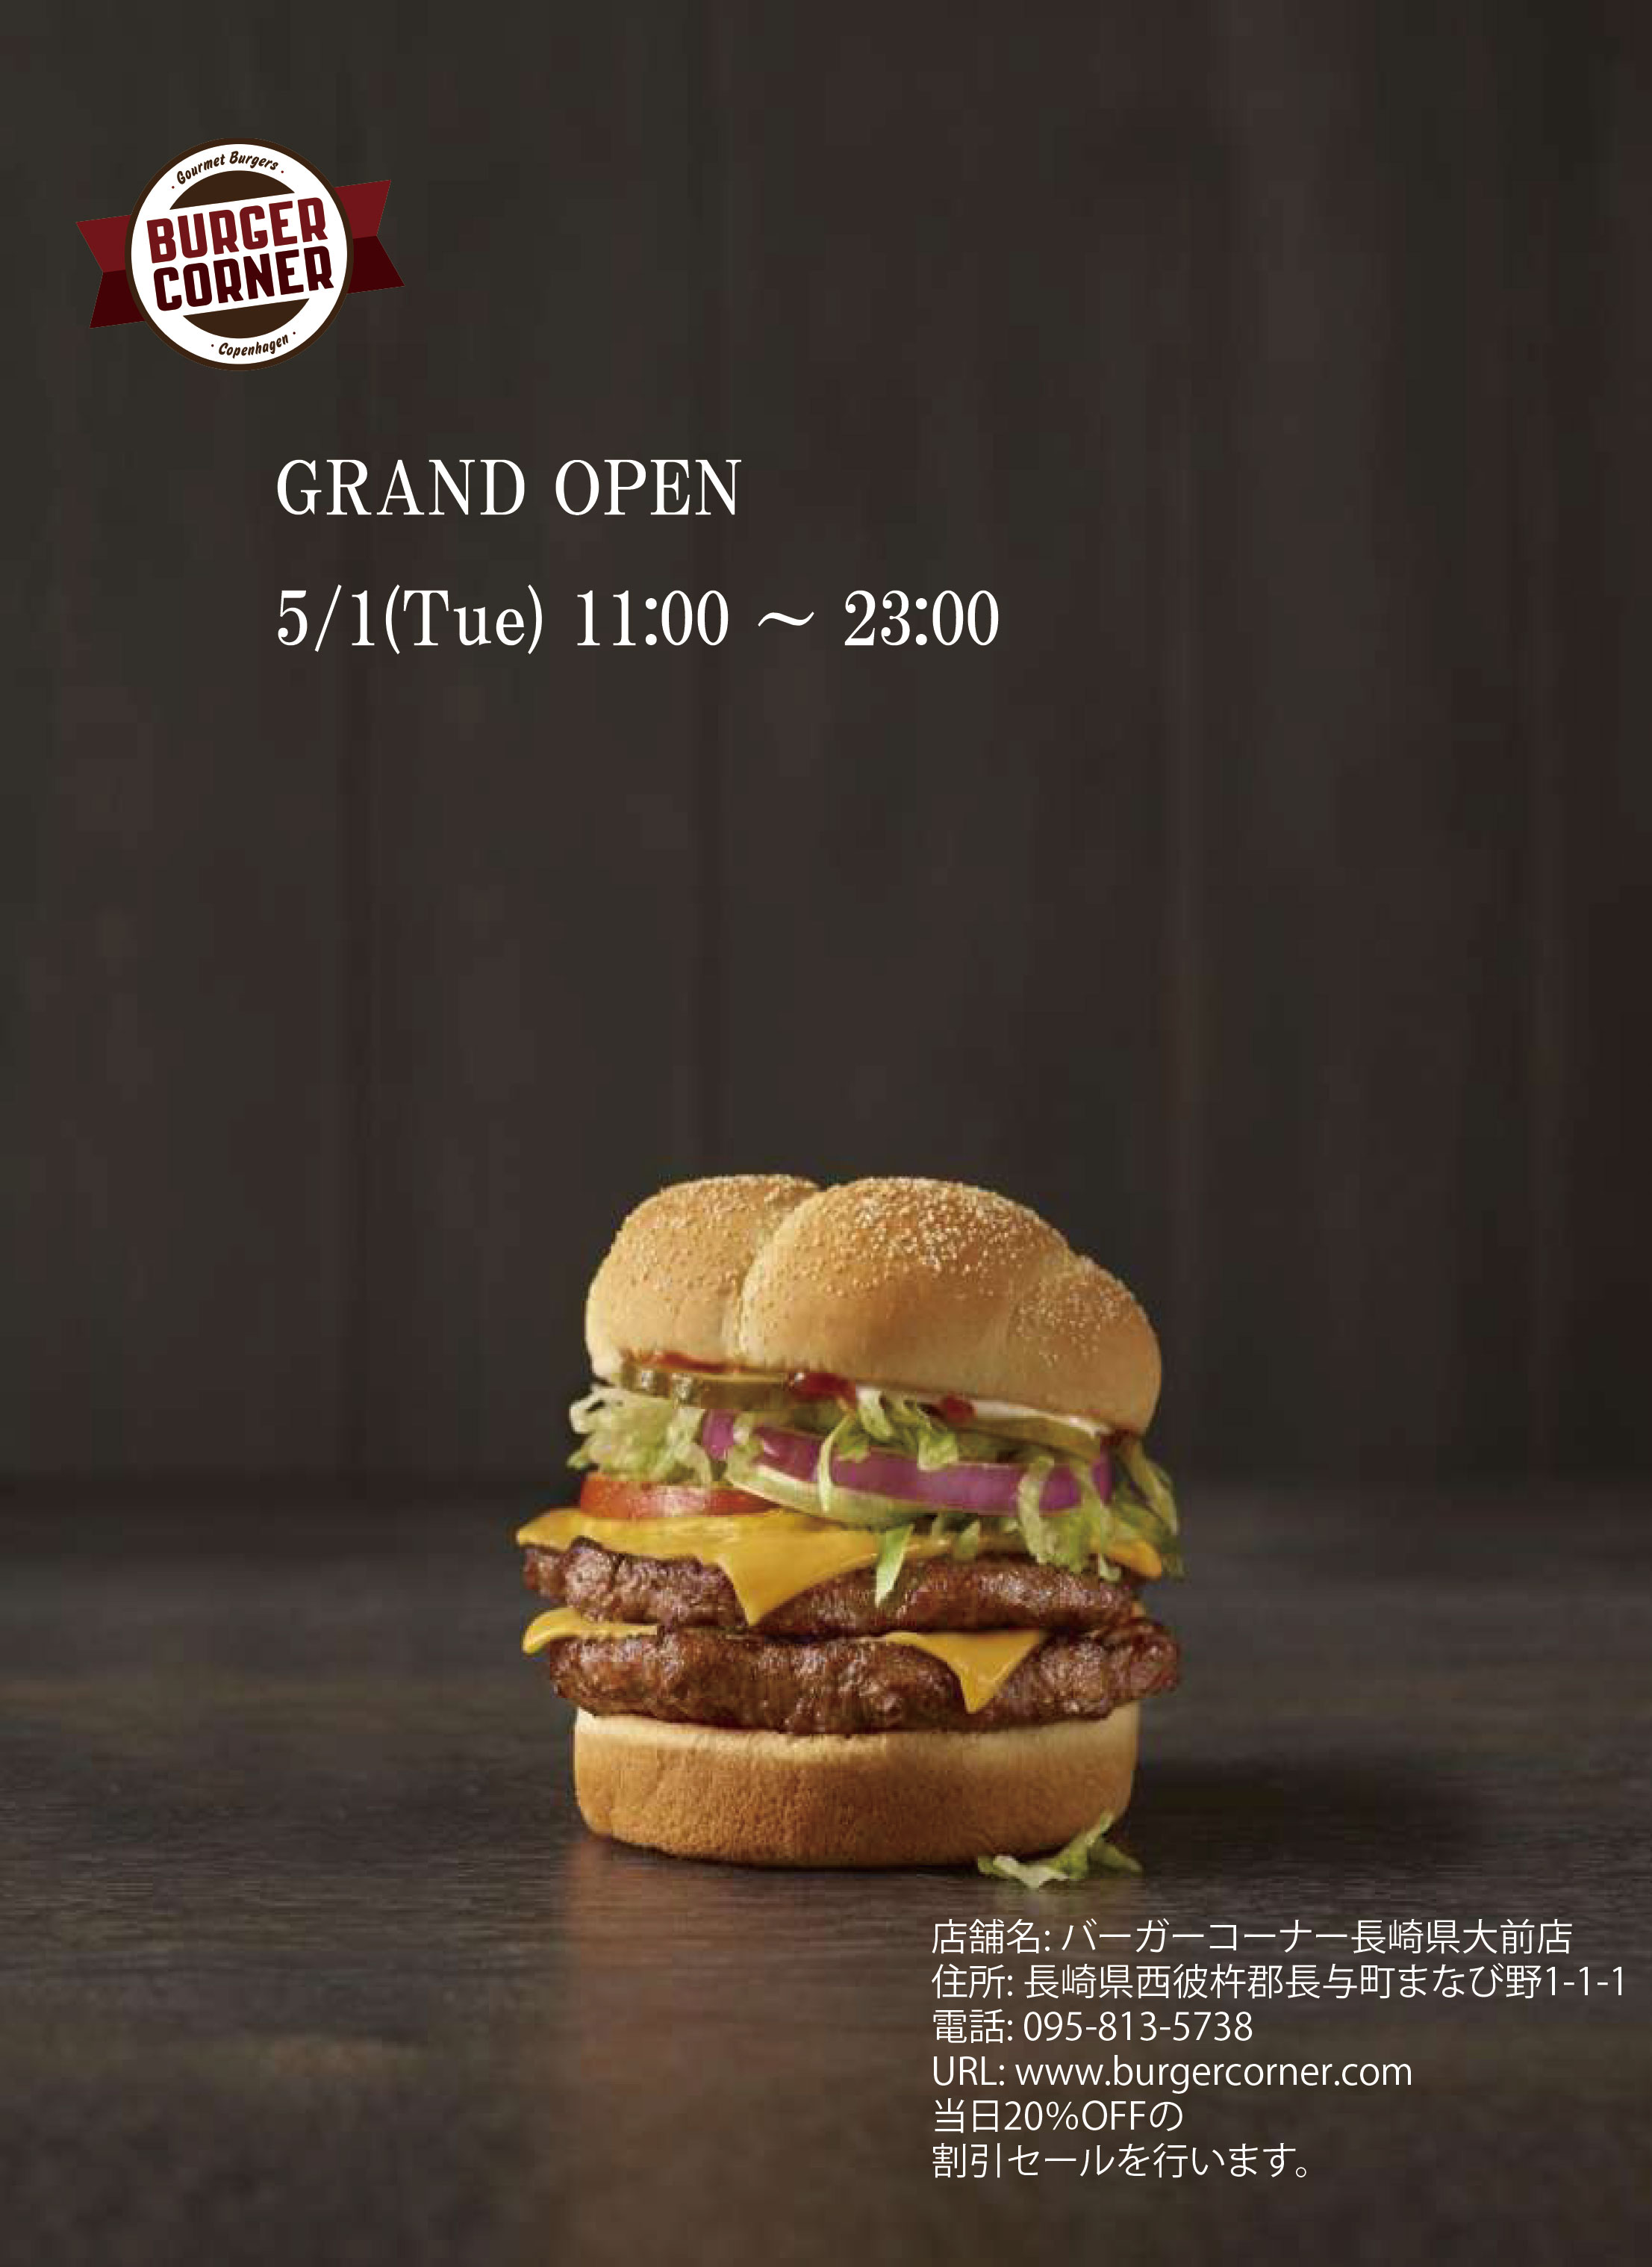 · Gourmet Burgers ·
BURGER
CORNER
· Copenhagen ·
GRAND OPEN
5/1(Tue) 11:00 ～ 23:00
店舗名: バーガーコーナー長崎県大前店
住所: 長崎県西彼杵郡長与町まなび野1-1-1
電話: 095-813-5738
URL: www.burgercorner.com
当日20%OFFの
割引セールを行います。